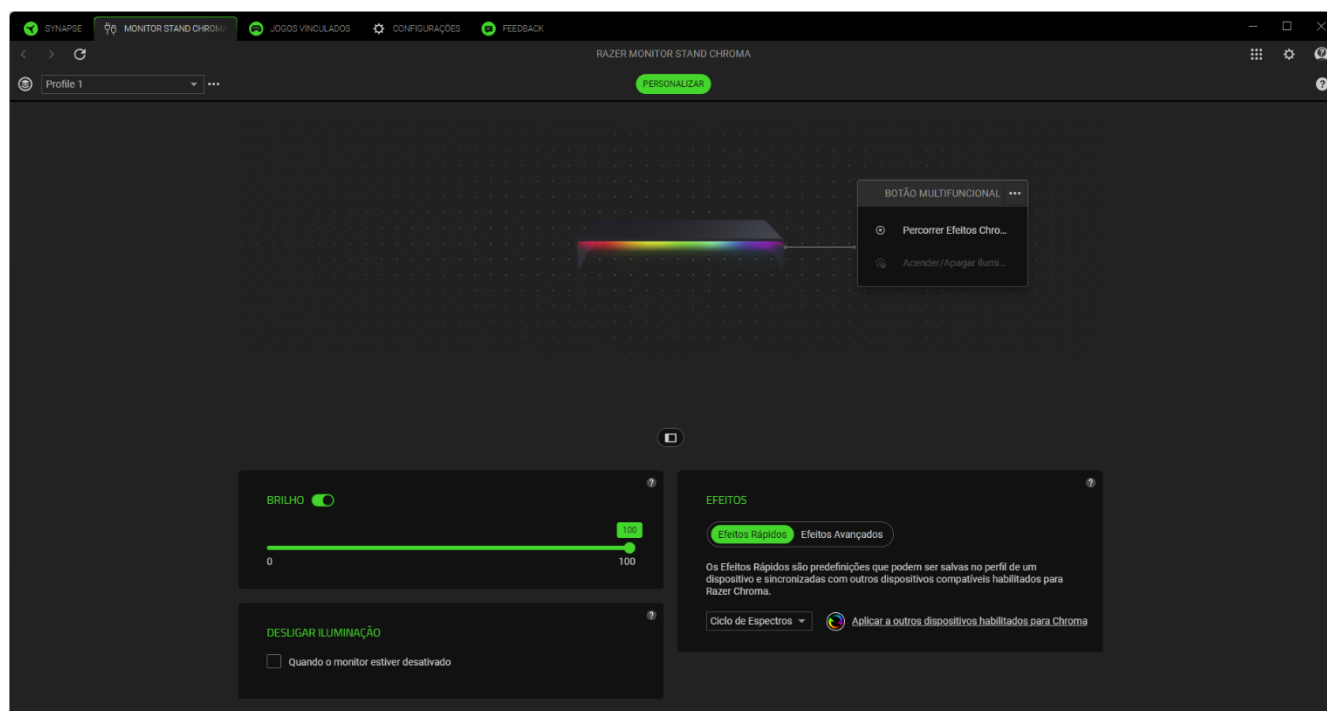 SYNAPSE
MONITOR STAND CHROMA
JOGOS VINCULADOS
CONFIGURAÇÕES
FEEDBACK
RAZER MONITOR STAND CHROMA
Profile 1
PERSONALIZAR
BOTÃO MULTIFUNCIONAL
Percorrer Efeitos Chro...
Acender/Apagar ilumi...
BRILHO
100
0
100
DESLIGAR ILUMINAÇÃO
Quando o monitor estiver desativado
EFEITOS
Efeitos Rápidos
Efeitos Avançados
Os Efeitos Rápidos são predefinições que podem ser salvas no perfil de um
dispositivo e sincronizadas com outros dispositivos compatíveis habilitados para
Razer Chroma.
Ciclo de Espectros
Aplicar a outros dispositivos habilitados para Chroma